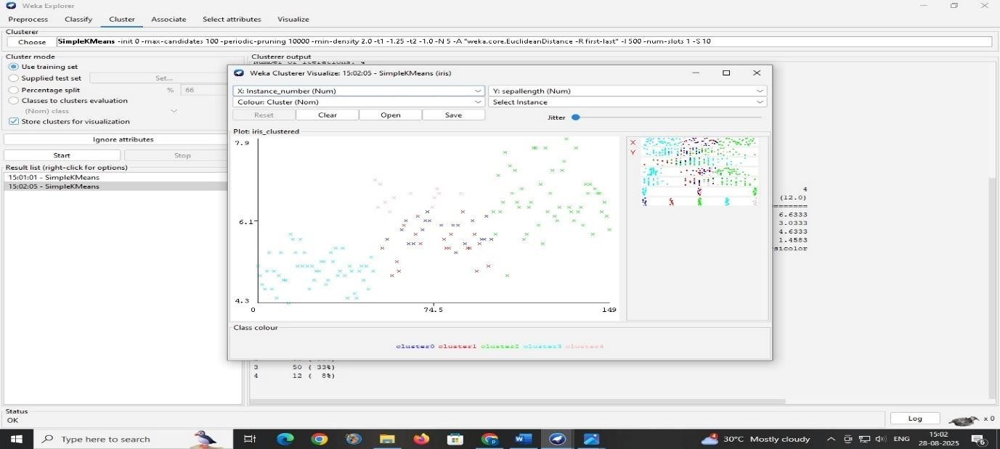 Weka Explorer
Preprocess Classify Cluster Associate Select attributes Visualize
Clusterer
Choose SimpleKMeans -init 0 -max-candidates 100 -periodic-pruning 10000 -min-density 2.0 -t1 -1.25 -t2 -1.0 -N 5 -A "weka.core.EuclideanDistance -R first-last" -I 500 -num-slots 1 -S 10
Cluster mode
Use training set
Supplied test set Set...
Percentage split % 66
Classes to clusters evaluation
(Nom) class
Store clusters for visualization
Ignore attributes
Start Stop
Result list (right-click for options)
15:01:01 - SimpleKMeans
15:02:05 - SimpleKMeans
Clusterer output
Weka Clusterer Visualize: 15:02:05 - SimpleKMeans (iris)
X: Instance_number (Num) Y: sepallength (Num)
Colour: Cluster (Nom) Select Instance
Reset Clear Open Save Jitter
Plot: iris_clustered
7.9
6.1
4.3
0 74.5 149
X
Y
Class colour
cluster0 cluster1 cluster2 cluster3 cluster4
4
(12.0)
=======
6.6333
3.0333
4.6333
1.4583
sicolor
3 50 ( 33%)
4 12 ( 8%)
Status
OK
Log x 0
Type here to search
30°C Mostly cloudy
ENG
15:02
28-08-2025
6